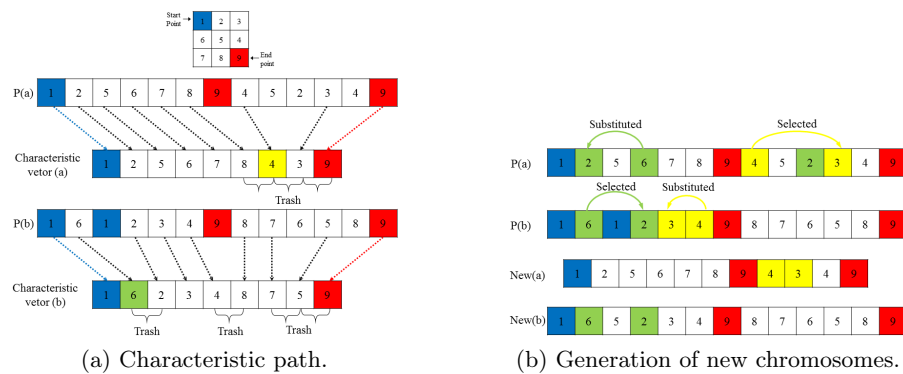 Start
Point
1 2 3
6 5 4
7 8 9
End
point
P(a) 1 2 5 6 7 8 9 4 5 2 3 4 9
Characteristic
vetor (a)
1 2 5 6 7 8 4 3 9
Trash
P(b) 1 6 1 2 3 4 9 8 7 6 5 8 9
Characteristic
vetor (b)
1 6 2 3 4 8 7 5 9
Trash Trash Trash
(a) Characteristic path.
Substituted Selected
P(a) 1 2 5 6 7 8 9 4 5 2 3 4 9
Selected Substituted
P(b) 1 6 1 2 3 4 9 8 7 6 5 8 9
New(a) 1 2 5 6 7 8 9 4 3 4 9
New(b) 1 6 5 2 3 4 9 8 7 6 5 8 9
(b) Generation of new chromosomes.